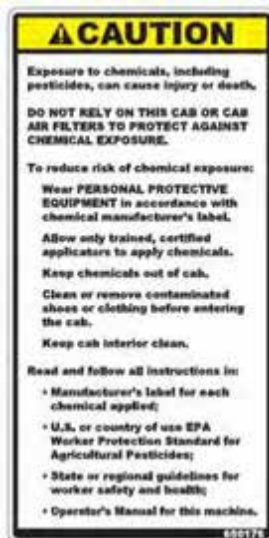 CAUTION
Exposure to chemicals, including
pesticides, can cause injury or death.
DO NOT RELY ON THIS CAB OR CAB
AIR FILTERS TO PROTECT AGAINST
CHEMICAL EXPOSURE.
To reduce risk of chemical exposure:
Wear PERSONAL PROTECTIVE
EQUIPMENT in accordance with
chemical manufacturer's label.
Allow only trained, certified
applicators to apply chemicals.
Keep chemicals out of cab.
Clean or remove contaminated
shoes or clothing before entering
the cab.
Keep cab interior clean.
Read and follow all instructions in:
• Manufacturer's label for each
chemical applied;
• U.S. or country of use EPA
Worker Protection Standard for
Agricultural Pesticides;
• State or regional guidelines for
worker safety and health;
• Operator's Manual for this machine.
650176